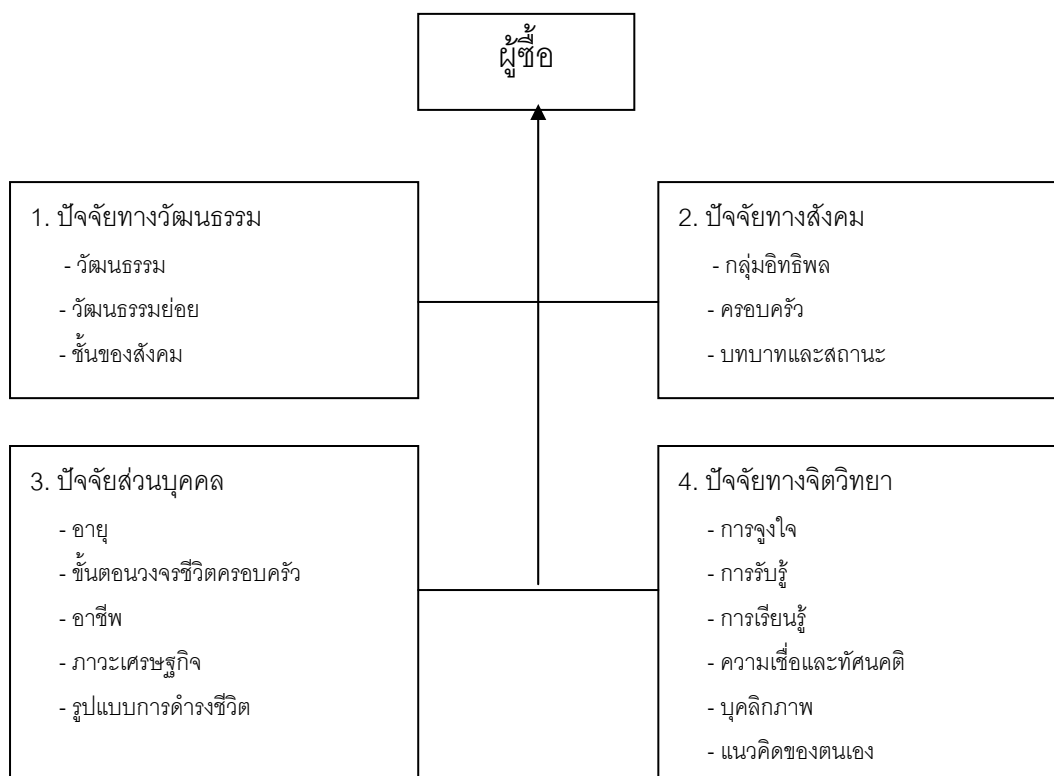 ผู้ซื้อ
1. ปัจจัยทางวัฒนธรรม
- วัฒนธรรม
- วัฒนธรรมย่อย
- ชั้นของสังคม
2. ปัจจัยทางสังคม
- กลุ่มอิทธิพล
- ครอบครัว
- บทบาทและสถานะ
3. ปัจจัยส่วนบุคคล
- อายุ
- ขั้นตอนวงจรชีวิตครอบครัว
- อาชีพ
- ภาวะเศรษฐกิจ
- รูปแบบการดำรงชีวิต
4. ปัจจัยทางจิตวิทยา
- การจูงใจ
- การรับรู้
- การเรียนรู้
- ความเชื่อและทัศนคติ
- บุคลิกภาพ
- แนวคิดของตนเอง